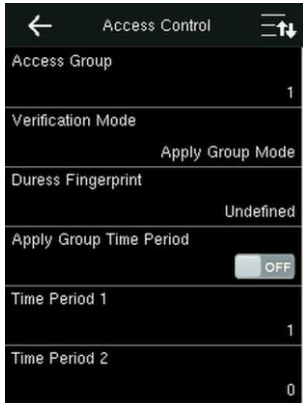 Access Control
Access Group
1
Verification Mode
Apply Group Mode
Duress Fingerprint
Undefined
Apply Group Time Period
OFF
Time Period 1
1
Time Period 2
0